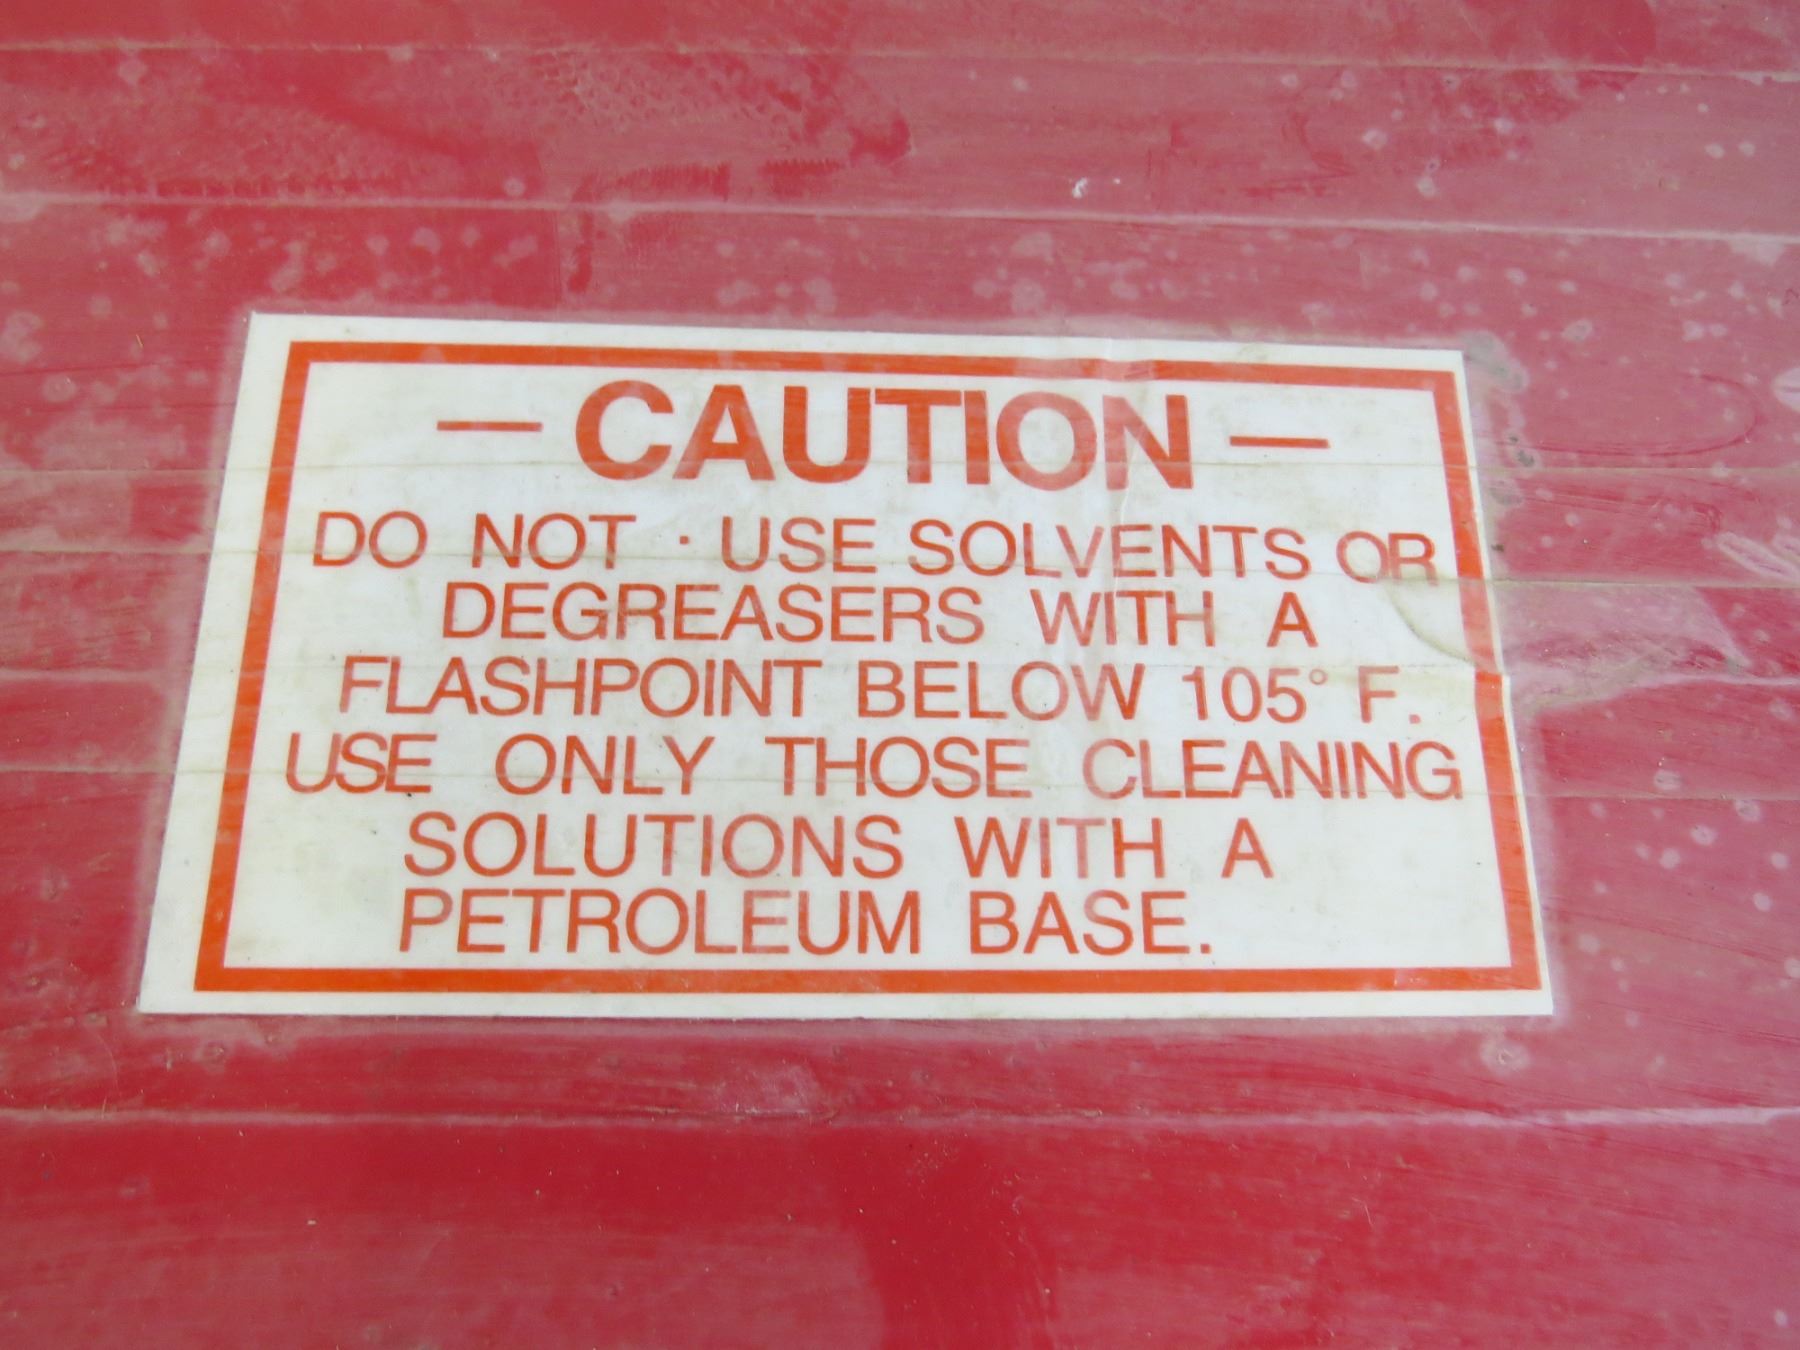 — CAUTION —
DO NOT · USE SOLVENTS OR
DEGREASERS WITH A
FLASHPOINT BELOW 105° F.
USE ONLY THOSE CLEANING
SOLUTIONS WITH A
PETROLEUM BASE.